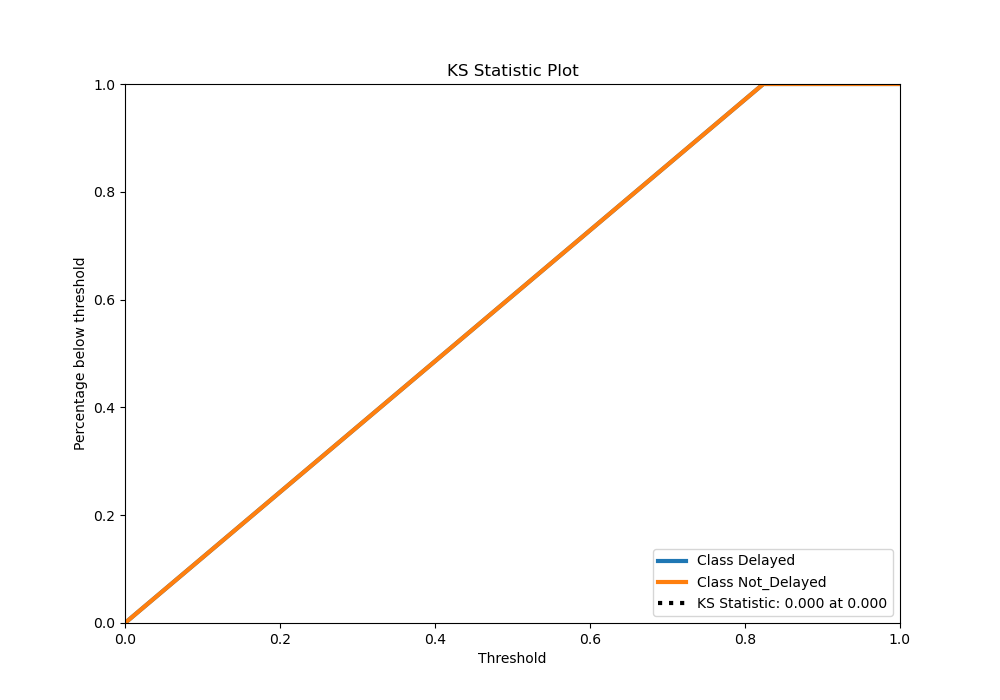 KS Statistic Plot
Percentage below threshold
1.0
0.8
0.6
0.4
0.2
0.0
0.0 0.2 0.4 0.6 0.8 1.0
Threshold
Class Delayed
Class Not_Delayed
KS Statistic: 0.000 at 0.000